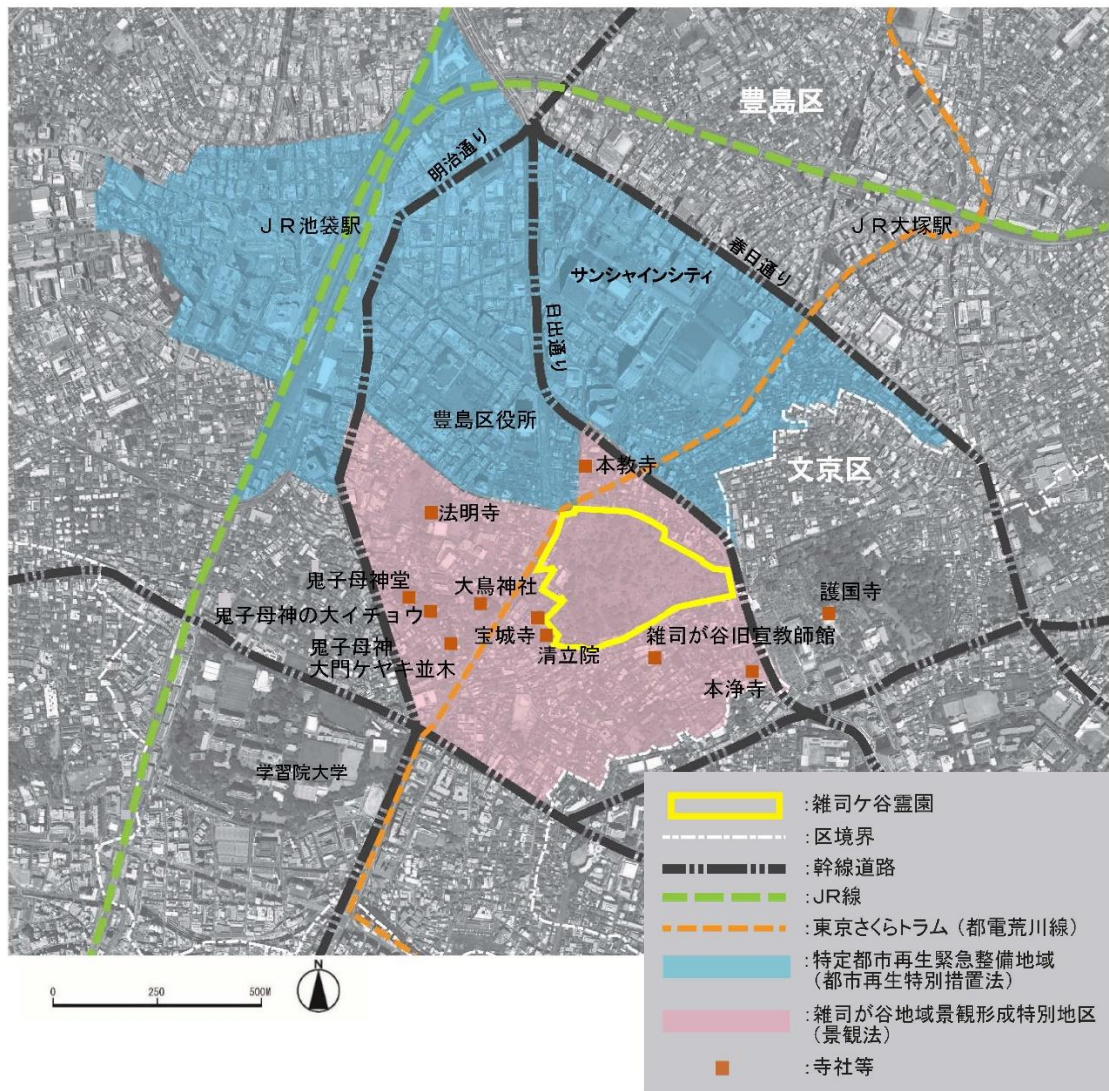 豊島区
明治通り
JR池袋駅
JR大塚駅
春日通り
サンシャインシティ
日出通り
豊島区役所
文京区
本教寺
法明寺
鬼子母神堂
大鳥神社
護国寺
鬼子母神の大イチョウ
宝城寺
雑司が谷旧宣教師館
鬼子母神
大門ケヤキ並木
清立院
本浄寺
学習院大学
:雑司ケ谷霊園
:区境界
:幹線道路
:JR線
:東京さくらトラム(都電荒川線)
:特定都市再生緊急整備地域
(都市再生特別措置法)
:雑司が谷地域景観形成特別地区
(景観法)
:寺社等
N
0 250 500M